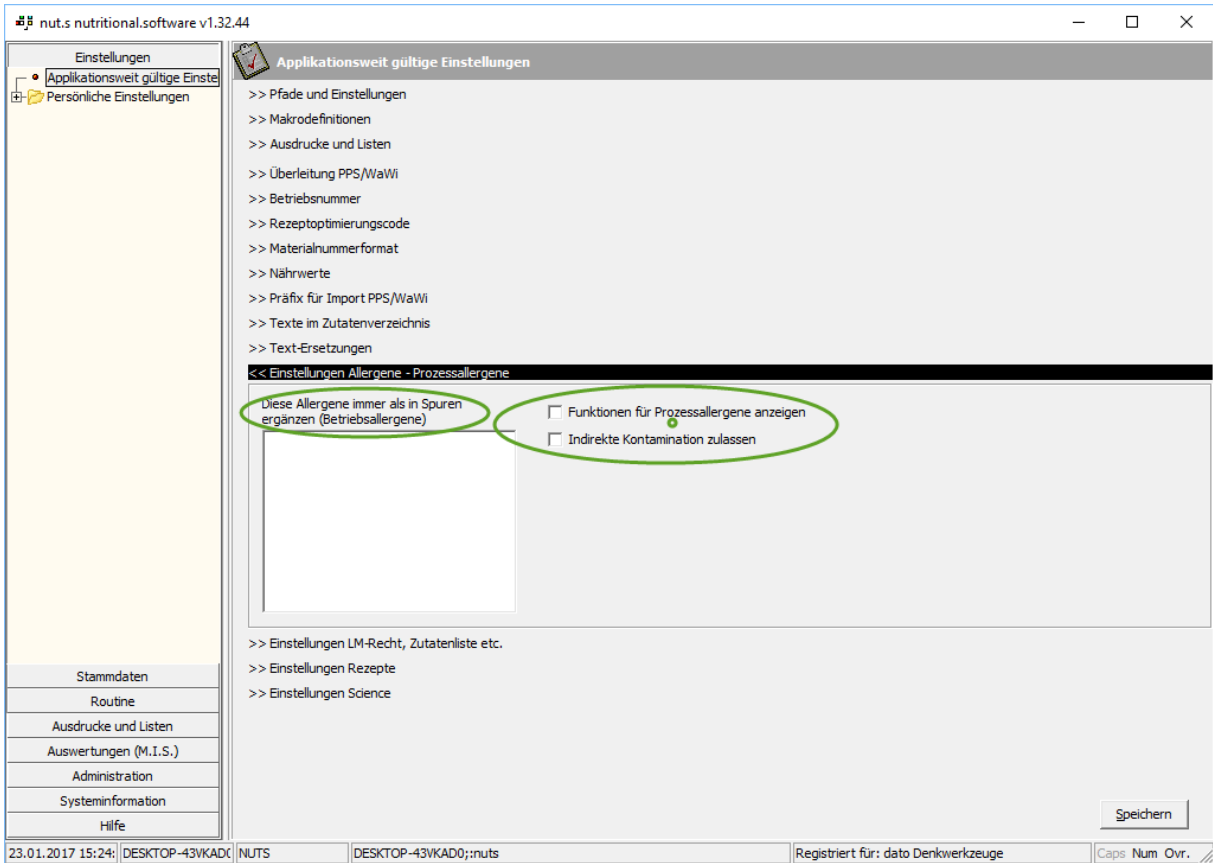 nut.s nutritional.software v1.32.44
Einstellungen
Applikationsweit gültige Einste
Persönliche Einstellungen
Applikationsweit gültige Einstellungen
>> Pfade und Einstellungen
>> Makrodefinitionen
>> Ausdrucke und Listen
>> Überleitung PPS/WaWi
>> Betriebsnummer
>> Rezeptoptimierungscode
>> Materialnummerformat
>> Nährwerte
>> Präfix für Import PPS/WaWi
>> Texte im Zutatenverzeichnis
>> Text-Ersetzungen
<< Einstellungen Allergene - Prozessallergene
Diese Allergene immer als in Spuren
ergänzen (Betriebsallergene)
Funktionen für Prozessallergene anzeigen
Indirekte Kontamination zulassen
>> Einstellungen LM-Recht, Zutatenliste etc.
>> Einstellungen Rezepte
>> Einstellungen Science
Stammdaten
Routine
Ausdrucke und Listen
Auswertungen (M.I.S.)
Administration
Systeminformation
Hilfe
Speichern
23.01.2017 15:24: DESKTOP-43VKAD0 NUTS DESKTOP-43VKAD0;:nuts Registriert für: dato Denkwerkzeuge Caps Num Ovr.